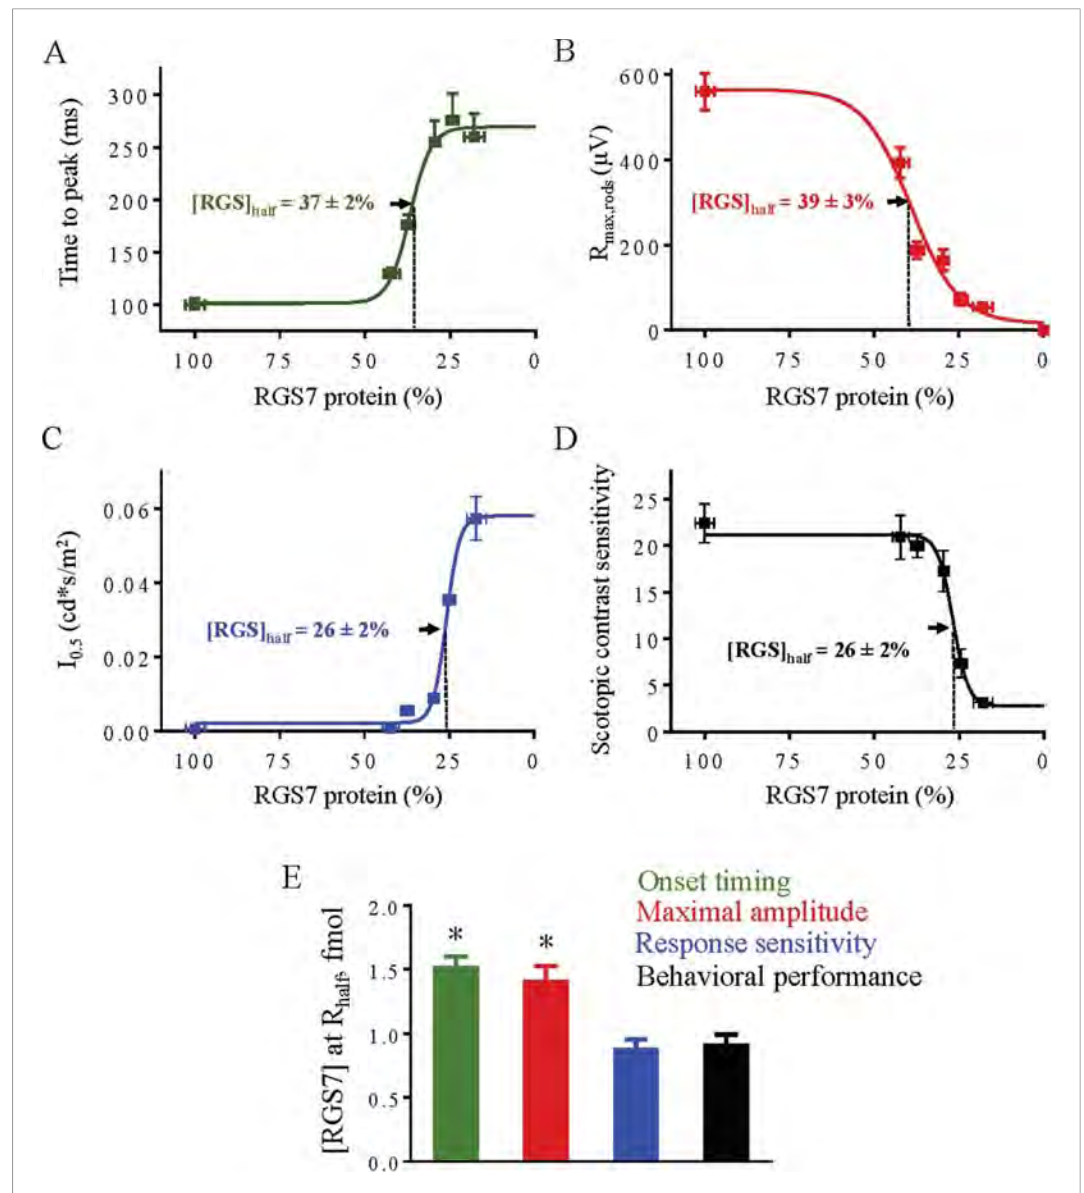 A
Time to peak (ms)
300
250
200
150
100
[RGS]half = 37 ± 2%
100 75 50 25 0
RGS7 protein (%)
B
Rmax,rods (µV)
600
400
200
0
[RGS]half = 39 ± 3%
100 75 50 25 0
RGS7 protein (%)
C
I0.5 (cd*s/m²)
0.06
0.04
0.02
0.00
[RGS]half = 26 ± 2%
100 75 50 25 0
RGS7 protein (%)
D
Scotopic contrast sensitivity
25
20
15
10
5
0
[RGS]half = 26 ± 2%
100 75 50 25 0
RGS7 protein (%)
E
[RGS7] at Rhalf, fmol
2.0
1.5
1.0
0.5
0.0
* *
Onset timing
Maximal amplitude
Response sensitivity
Behavioral performance